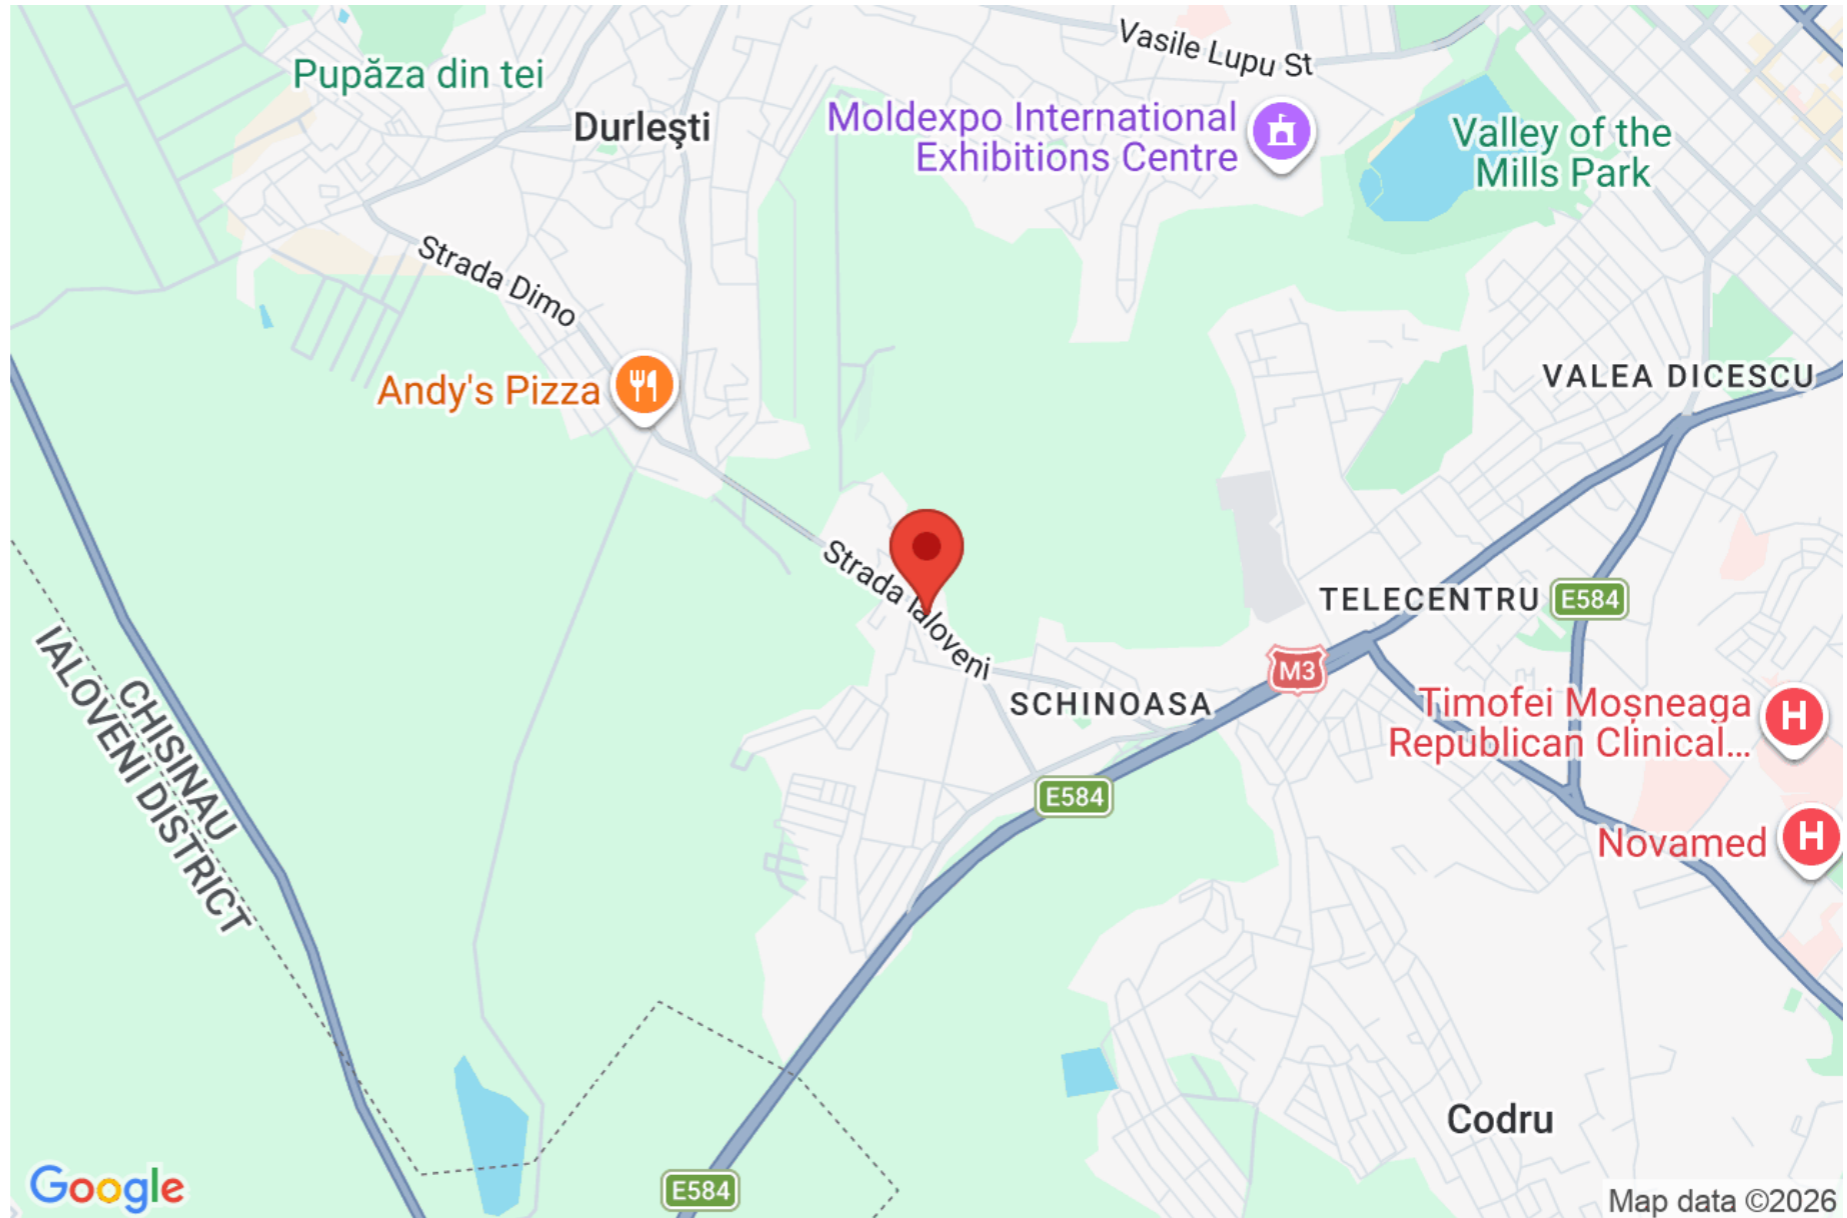 Vasile Lupu St
Pupăza din tei
Durleşti
Moldexpo International
Exhibitions Centre
Valley of the
Mills Park
Strada Dimo
Andy's Pizza
VALEA DICESCU
Strada Ialoveni
TELECENTRU
E584
M3
SCHINOASA
Timofei Moșneaga
Republican Clinical...
E584
Novamed
CHISINAU
IALOVENI DISTRICT
Codru
E584
Google
Map data ©2026